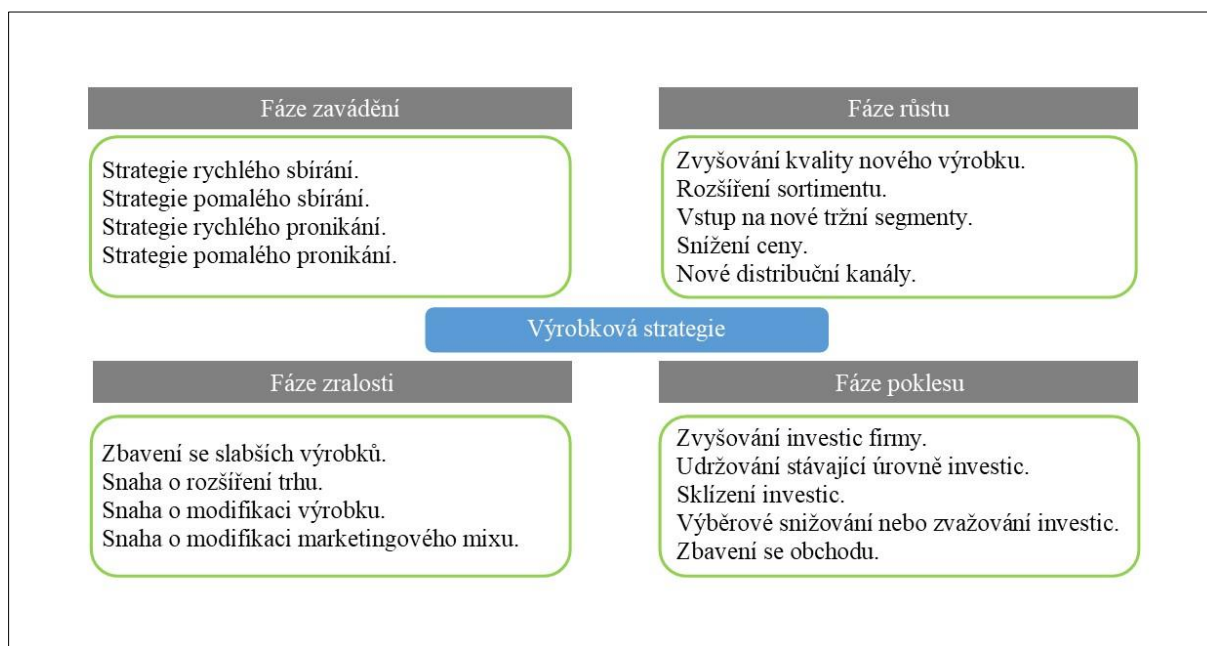 Fáze zavádění
Strategie rychlého sbírání.
Strategie pomalého sbírání.
Strategie rychlého pronikání.
Strategie pomalého pronikání.
Fáze růstu
Zvyšování kvality nového výrobku.
Rozšíření sortimentu.
Vstup na nové tržní segmenty.
Snížení ceny.
Nové distribuční kanály.
Výrobková strategie
Fáze zralosti
Zbavení se slabších výrobků.
Snaha o rozšíření trhu.
Snaha o modifikaci výrobku.
Snaha o modifikaci marketingového mixu.
Fáze poklesu
Zvyšování investic firmy.
Udržování stávající úrovně investic.
Sklízení investic.
Výběrové snižování nebo zvažování investic.
Zbavení se obchodu.